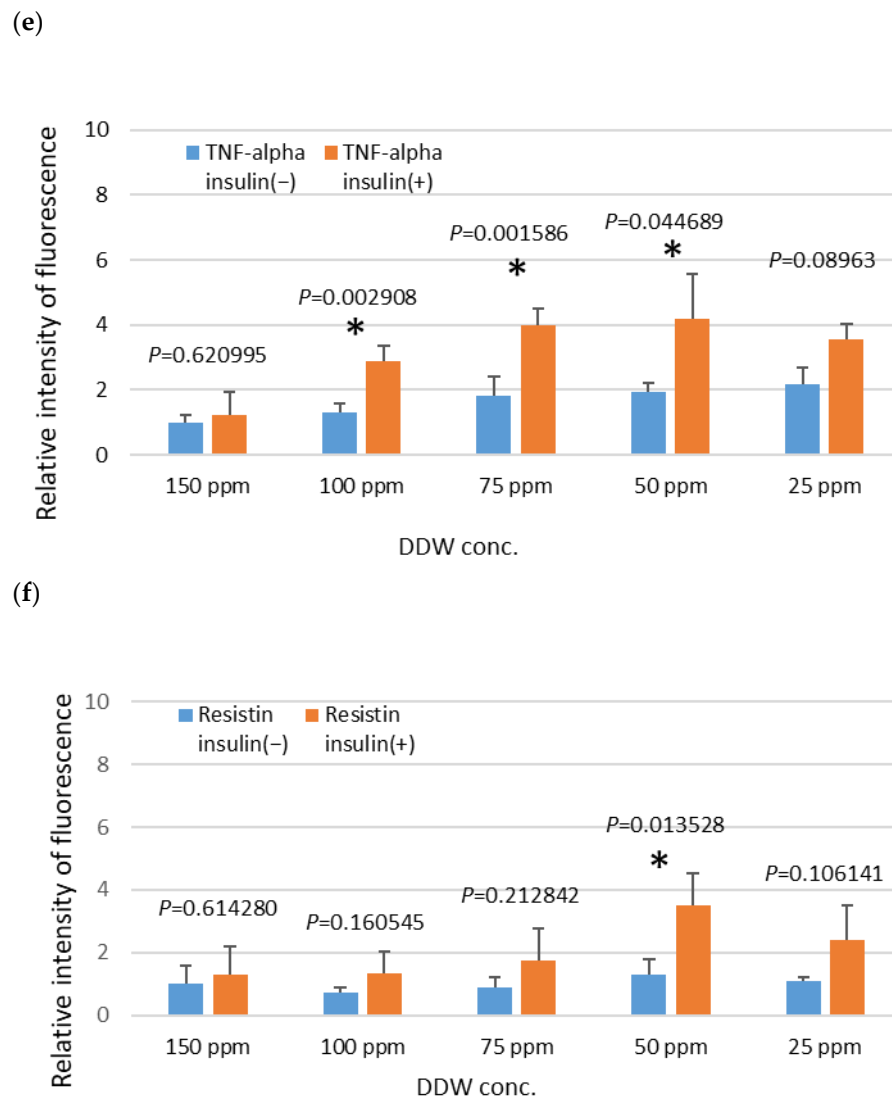 (e)
10
8
6
4
2
0
Relative intensity of fluorescence
TNF-alpha insulin(−)
TNF-alpha insulin(+)
P=0.620995
P=0.002908
*
P=0.001586
*
P=0.044689
*
P=0.08963
150 ppm
100 ppm
75 ppm
50 ppm
25 ppm
DDW conc.
(f)
10
8
6
4
2
0
Relative intensity of fluorescence
Resistin insulin(−)
Resistin insulin(+)
P=0.614280
P=0.160545
P=0.212842
P=0.013528
*
P=0.106141
150 ppm
100 ppm
75 ppm
50 ppm
25 ppm
DDW conc.